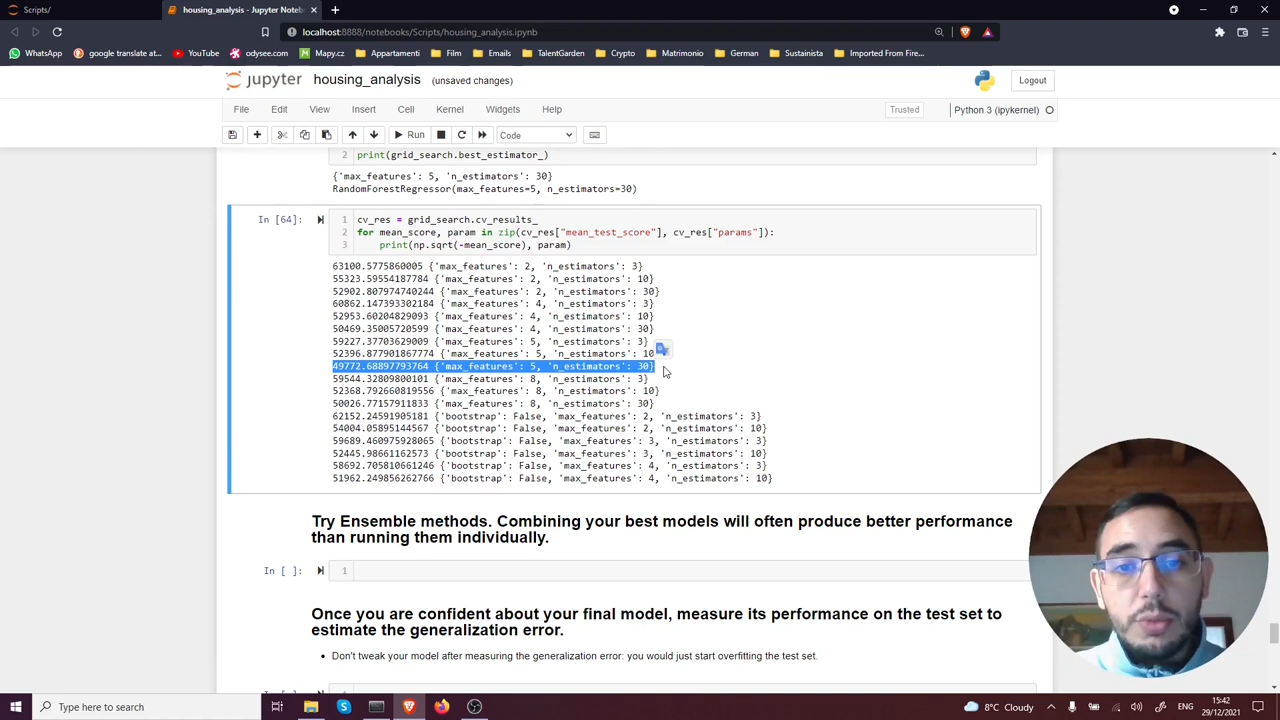 Scripts/
housing_analysis - Jupyter Noteb
localhost:8888/notebooks/Scripts/housing_analysis.ipynb
WhatsApp
google translate at...
YouTube
odysee.com
Mapy.cz
Appartamenti
Film
Emails
TalentGarden
Crypto
Matrimonio
German
Sustainista
Imported From Fire...
jupyter housing_analysis (unsaved changes)
Logout
File Edit View Insert Cell Kernel Widgets Help
Trusted
Python 3 (ipykernel)
Run
Code
2 print(grid_search.best_estimator_)
{'max_features': 5, 'n_estimators': 30}
RandomForestRegressor(max_features=5, n_estimators=30)
In [64]:
1 cv_res = grid_search.cv_results_
2 for mean_score, param in zip(cv_res["mean_test_score"], cv_res["params"]):
3 print(np.sqrt(-mean_score), param)
63100.5775860005 {'max_features': 2, 'n_estimators': 3}
55323.59554187784 {'max_features': 2, 'n_estimators': 10}
52902.807974740244 {'max_features': 2, 'n_estimators': 30}
60862.147393302184 {'max_features': 4, 'n_estimators': 3}
52953.60204829093 {'max_features': 4, 'n_estimators': 10}
50469.35005720599 {'max_features': 4, 'n_estimators': 30}
59227.37703629009 {'max_features': 5, 'n_estimators': 3}
52396.877901867774 {'max_features': 5, 'n_estimators': 10
49772.68897793764 {'max_features': 5, 'n_estimators': 30}
59544.32809800101 {'max_features': 8, 'n_estimators': 3}
52368.792660819556 {'max_features': 8, 'n_estimators': 10}
50026.77157911833 {'max_features': 8, 'n_estimators': 30}
62152.24591905181 {'bootstrap': False, 'max_features': 2, 'n_estimators': 3}
54004.05895144567 {'bootstrap': False, 'max_features': 2, 'n_estimators': 10}
59689.460975928065 {'bootstrap': False, 'max_features': 3, 'n_estimators': 3}
52445.98661162573 {'bootstrap': False, 'max_features': 3, 'n_estimators': 10}
58692.705810661246 {'bootstrap': False, 'max_features': 4, 'n_estimators': 3}
51962.249856262766 {'bootstrap': False, 'max_features': 4, 'n_estimators': 10}
Try Ensemble methods. Combining your best models will often produce better performance
than running them individually.
In [ ]:
1
Once you are confident about your final model, measure its performance on the test set to
estimate the generalization error.
• Don't tweak your model after measuring the generalization error: you would just start overfitting the test set.
Type here to search
8°C Cloudy
ENG
15:42
29/12/2021